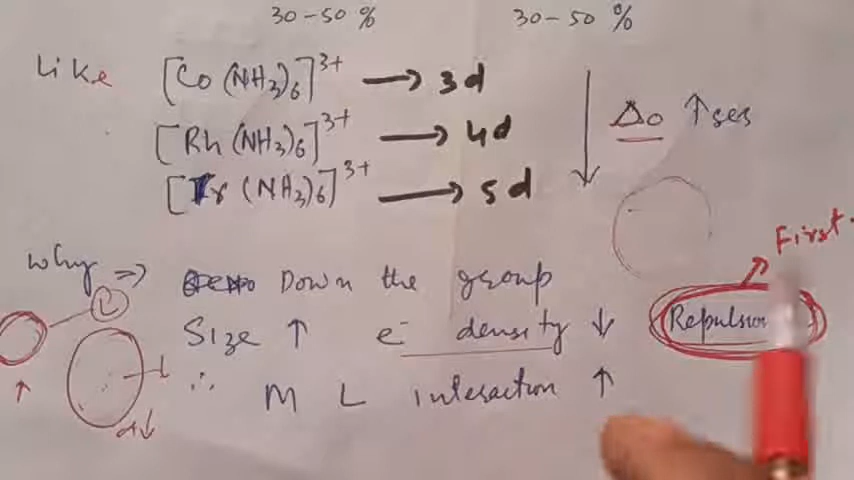 30-50 % 30-50 %
Like [Co(NH3)6]3+ → 3d
[Rh(NH3)6]3+ → 4d Δo ↑ses
[Ir(NH3)6]3+ → 5d
First
why ⇒ Down the group
Size ↑ e- density ↓ Repulsion
∴ M L interaction ↑
d↓